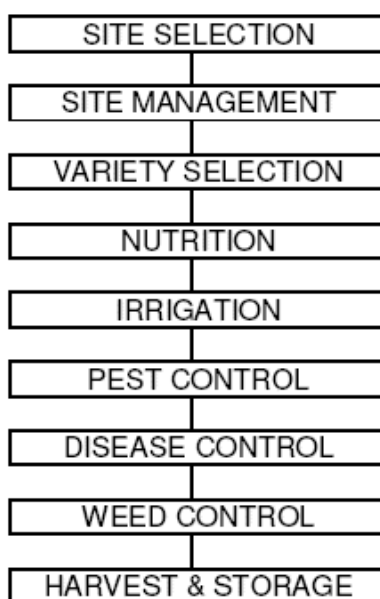 SITE SELECTION
SITE MANAGEMENT
VARIETY SELECTION
NUTRITION
IRRIGATION
PEST CONTROL
DISEASE CONTROL
WEED CONTROL
HARVEST & STORAGE